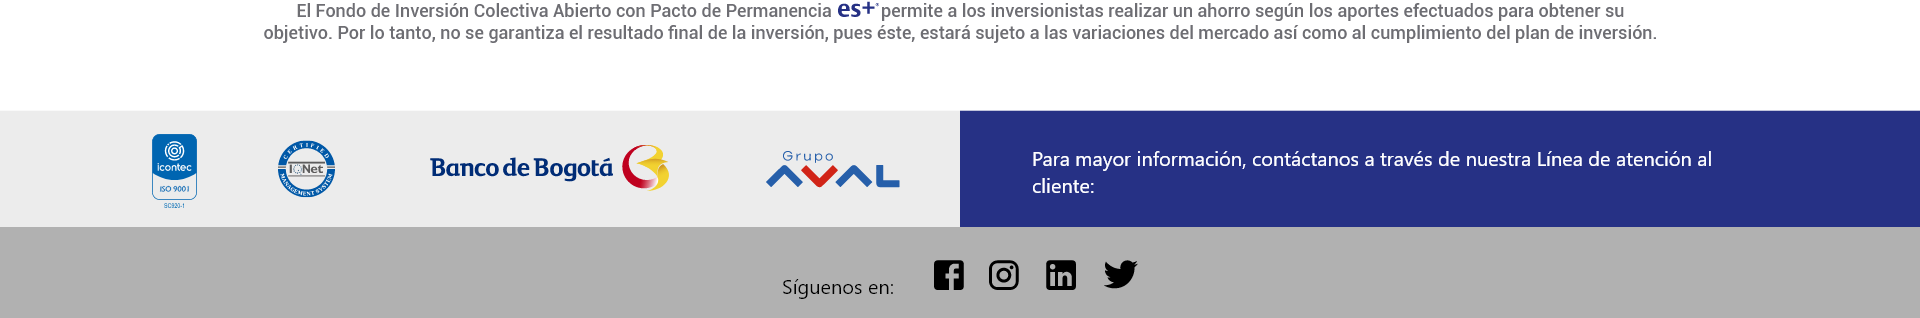 El Fondo de Inversión Colectiva Abierto con Pacto de Permanencia es+* permite a los inversionistas realizar un ahorro según los aportes efectuados para obtener su
objetivo. Por lo tanto, no se garantiza el resultado final de la inversión, pues éste, estará sujeto a las variaciones del mercado así como al cumplimiento del plan de inversión.
icontec
ISO 9001
SC020-1
CERTIFIED
IQNet
MANAGEMENT SYSTEM
Banco de Bogotá
Grupo
AVAL
Para mayor información, contáctanos a través de nuestra Línea de atención al
cliente:
Síguenos en: